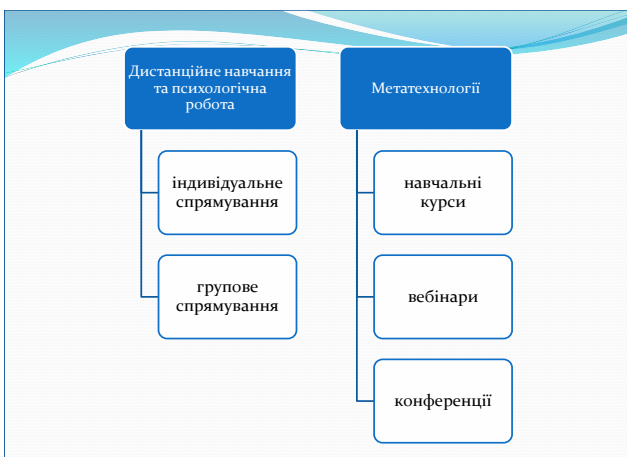 Дистанційне навчання
та психологічна
робота
індивідуальне
спрямування
групове
спрямування
Метатехнології
навчальні
курси
вебінари
конференції